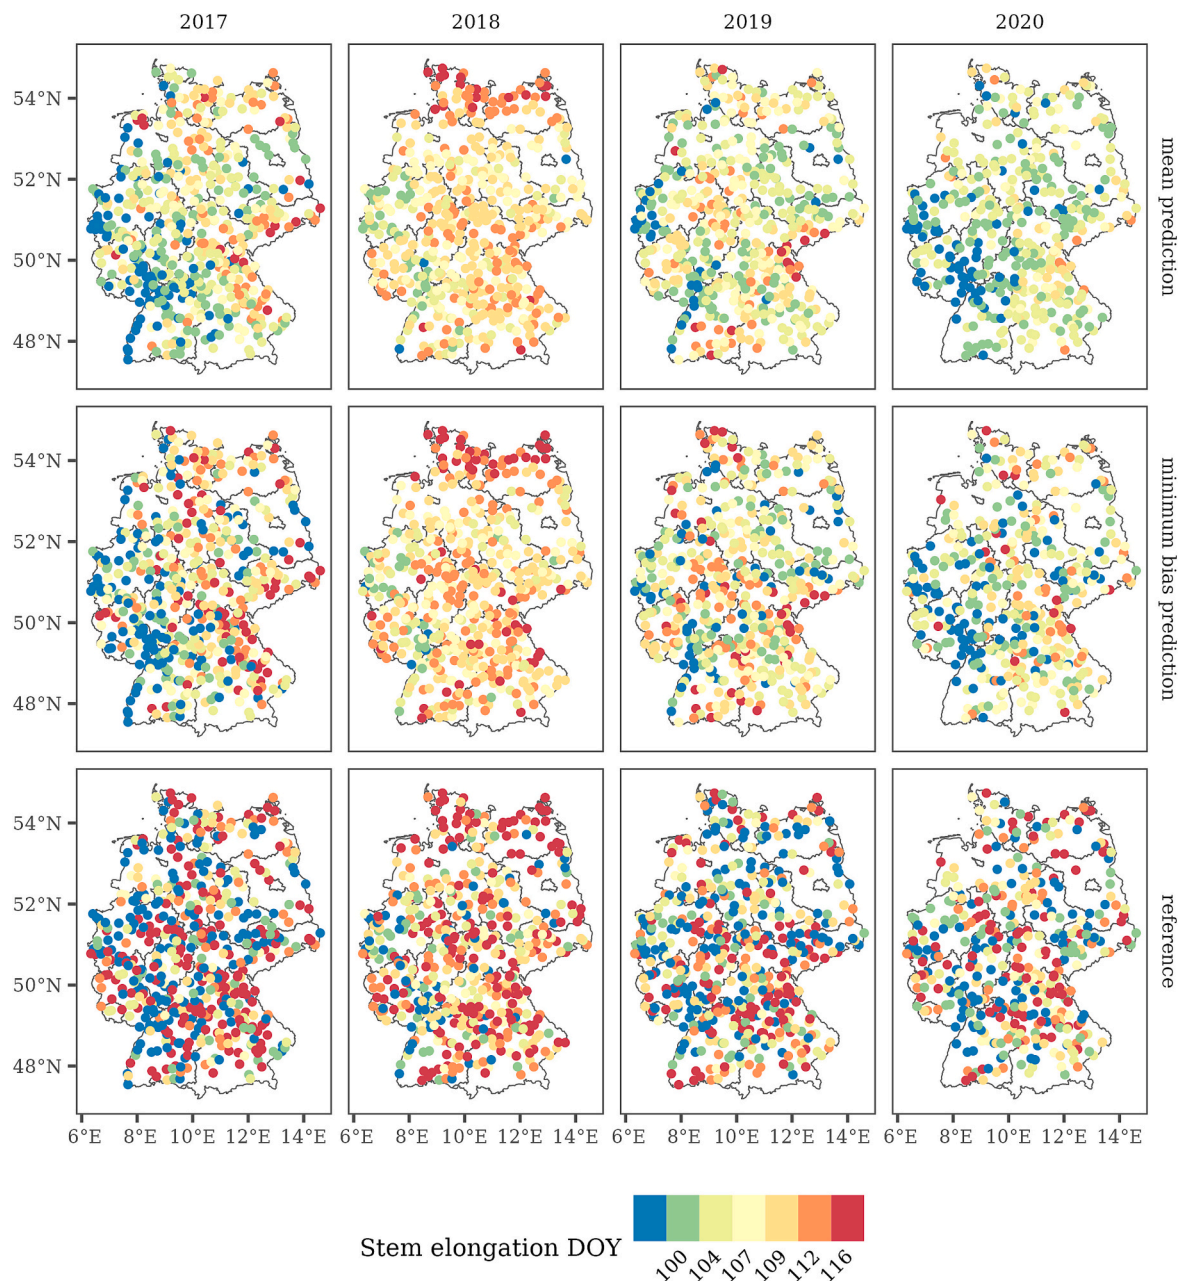 2017 2018 2019 2020
54°N
52°N
50°N
48°N
mean prediction
54°N
52°N
50°N
48°N
minimum bias prediction
54°N
52°N
50°N
48°N
reference
6°E 8°E 10°E 12°E 14°E 6°E 8°E 10°E 12°E 14°E 6°E 8°E 10°E 12°E 14°E 6°E 8°E 10°E 12°E 14°E
Stem elongation DOY
100 104 107 109 112 116